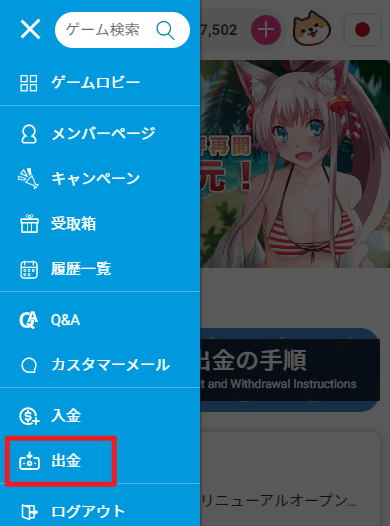 ゲーム検索
7,502
ゲームロビー
メンバーページ
キャンペーン
受取箱
履歴一覧
Q&A
カスタマーメール
入金
出金
ログアウト
再開
元！
出金の手順
t and Withdrawal Instructions
リニューアルオープン...